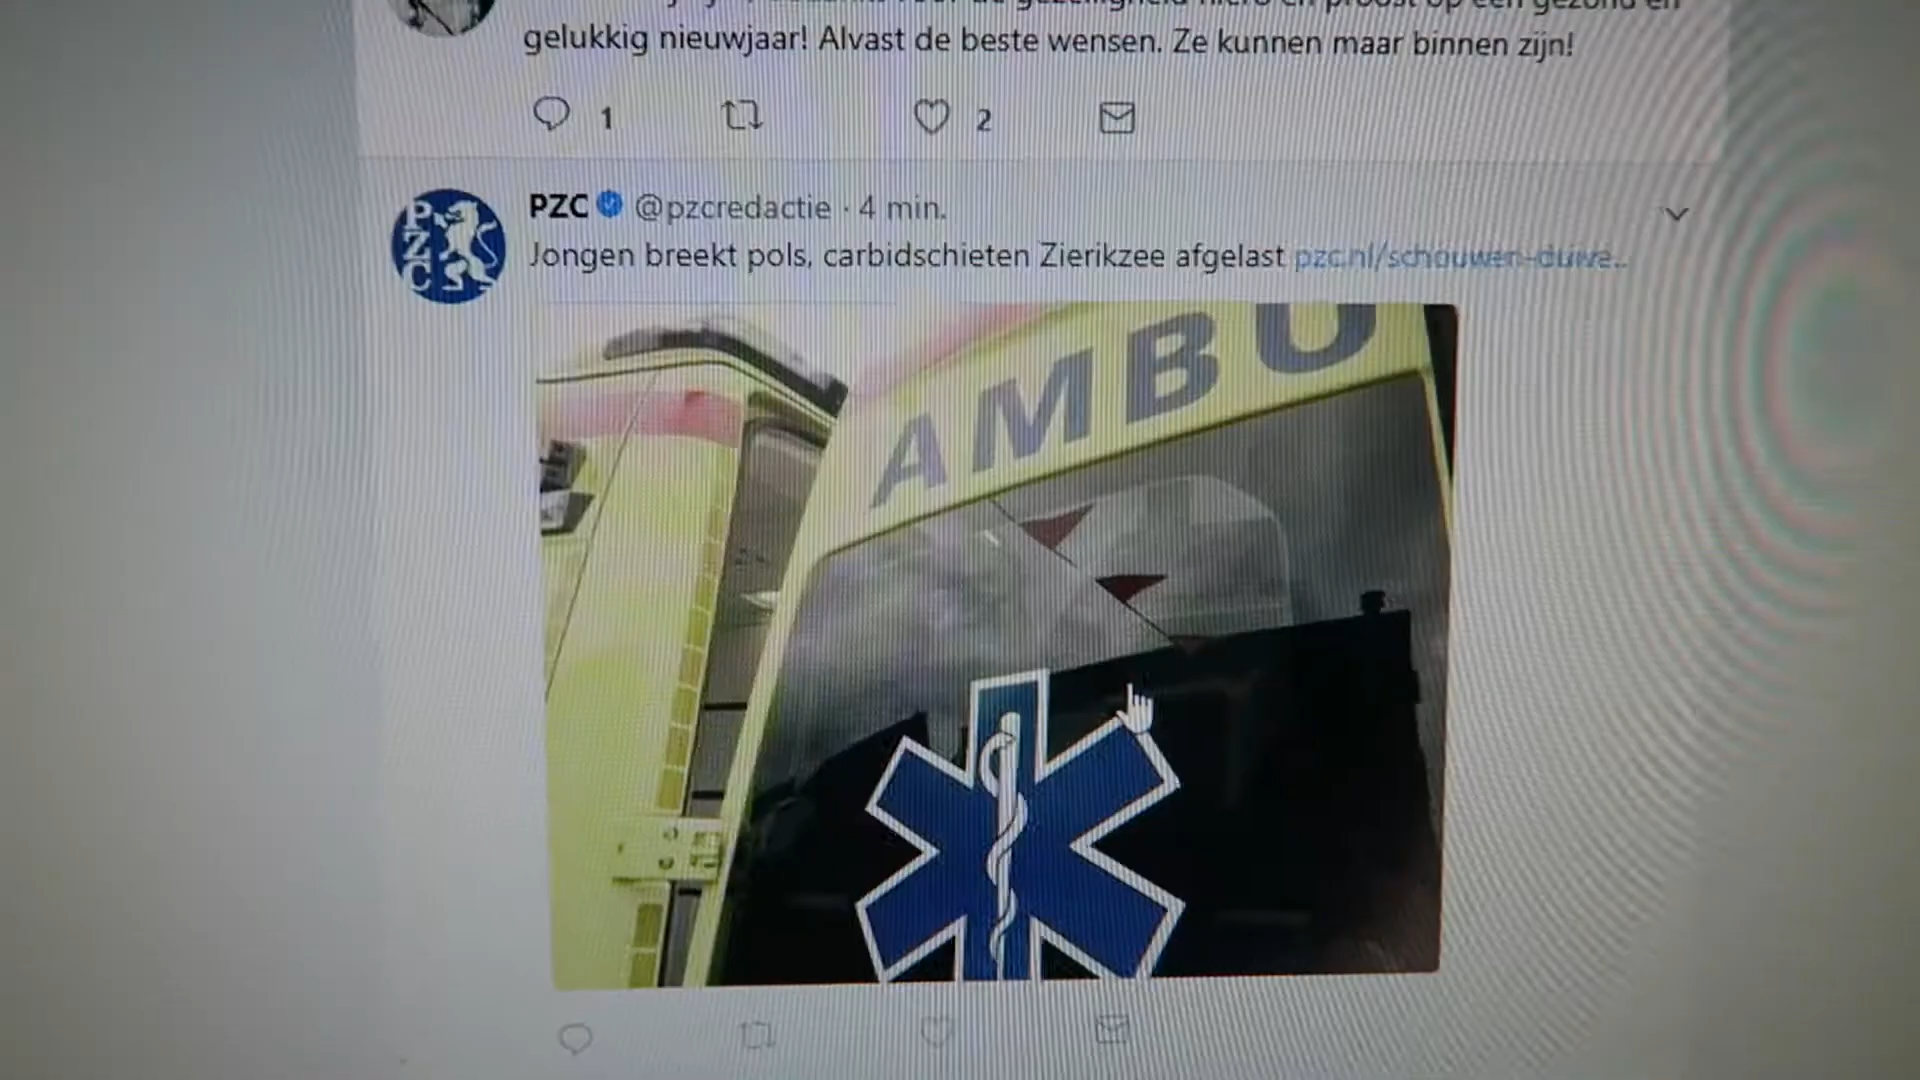 gelukkig nieuwjaar! Alvast de beste wensen. Ze kunnen maar binnen zijn!
1 2
PZC @pzcredactie · 4 min.
Jongen breekt pols, carbidschieten Zierikzee afgelast pzc.nl/schouwen-duive...
PZC
AMBU